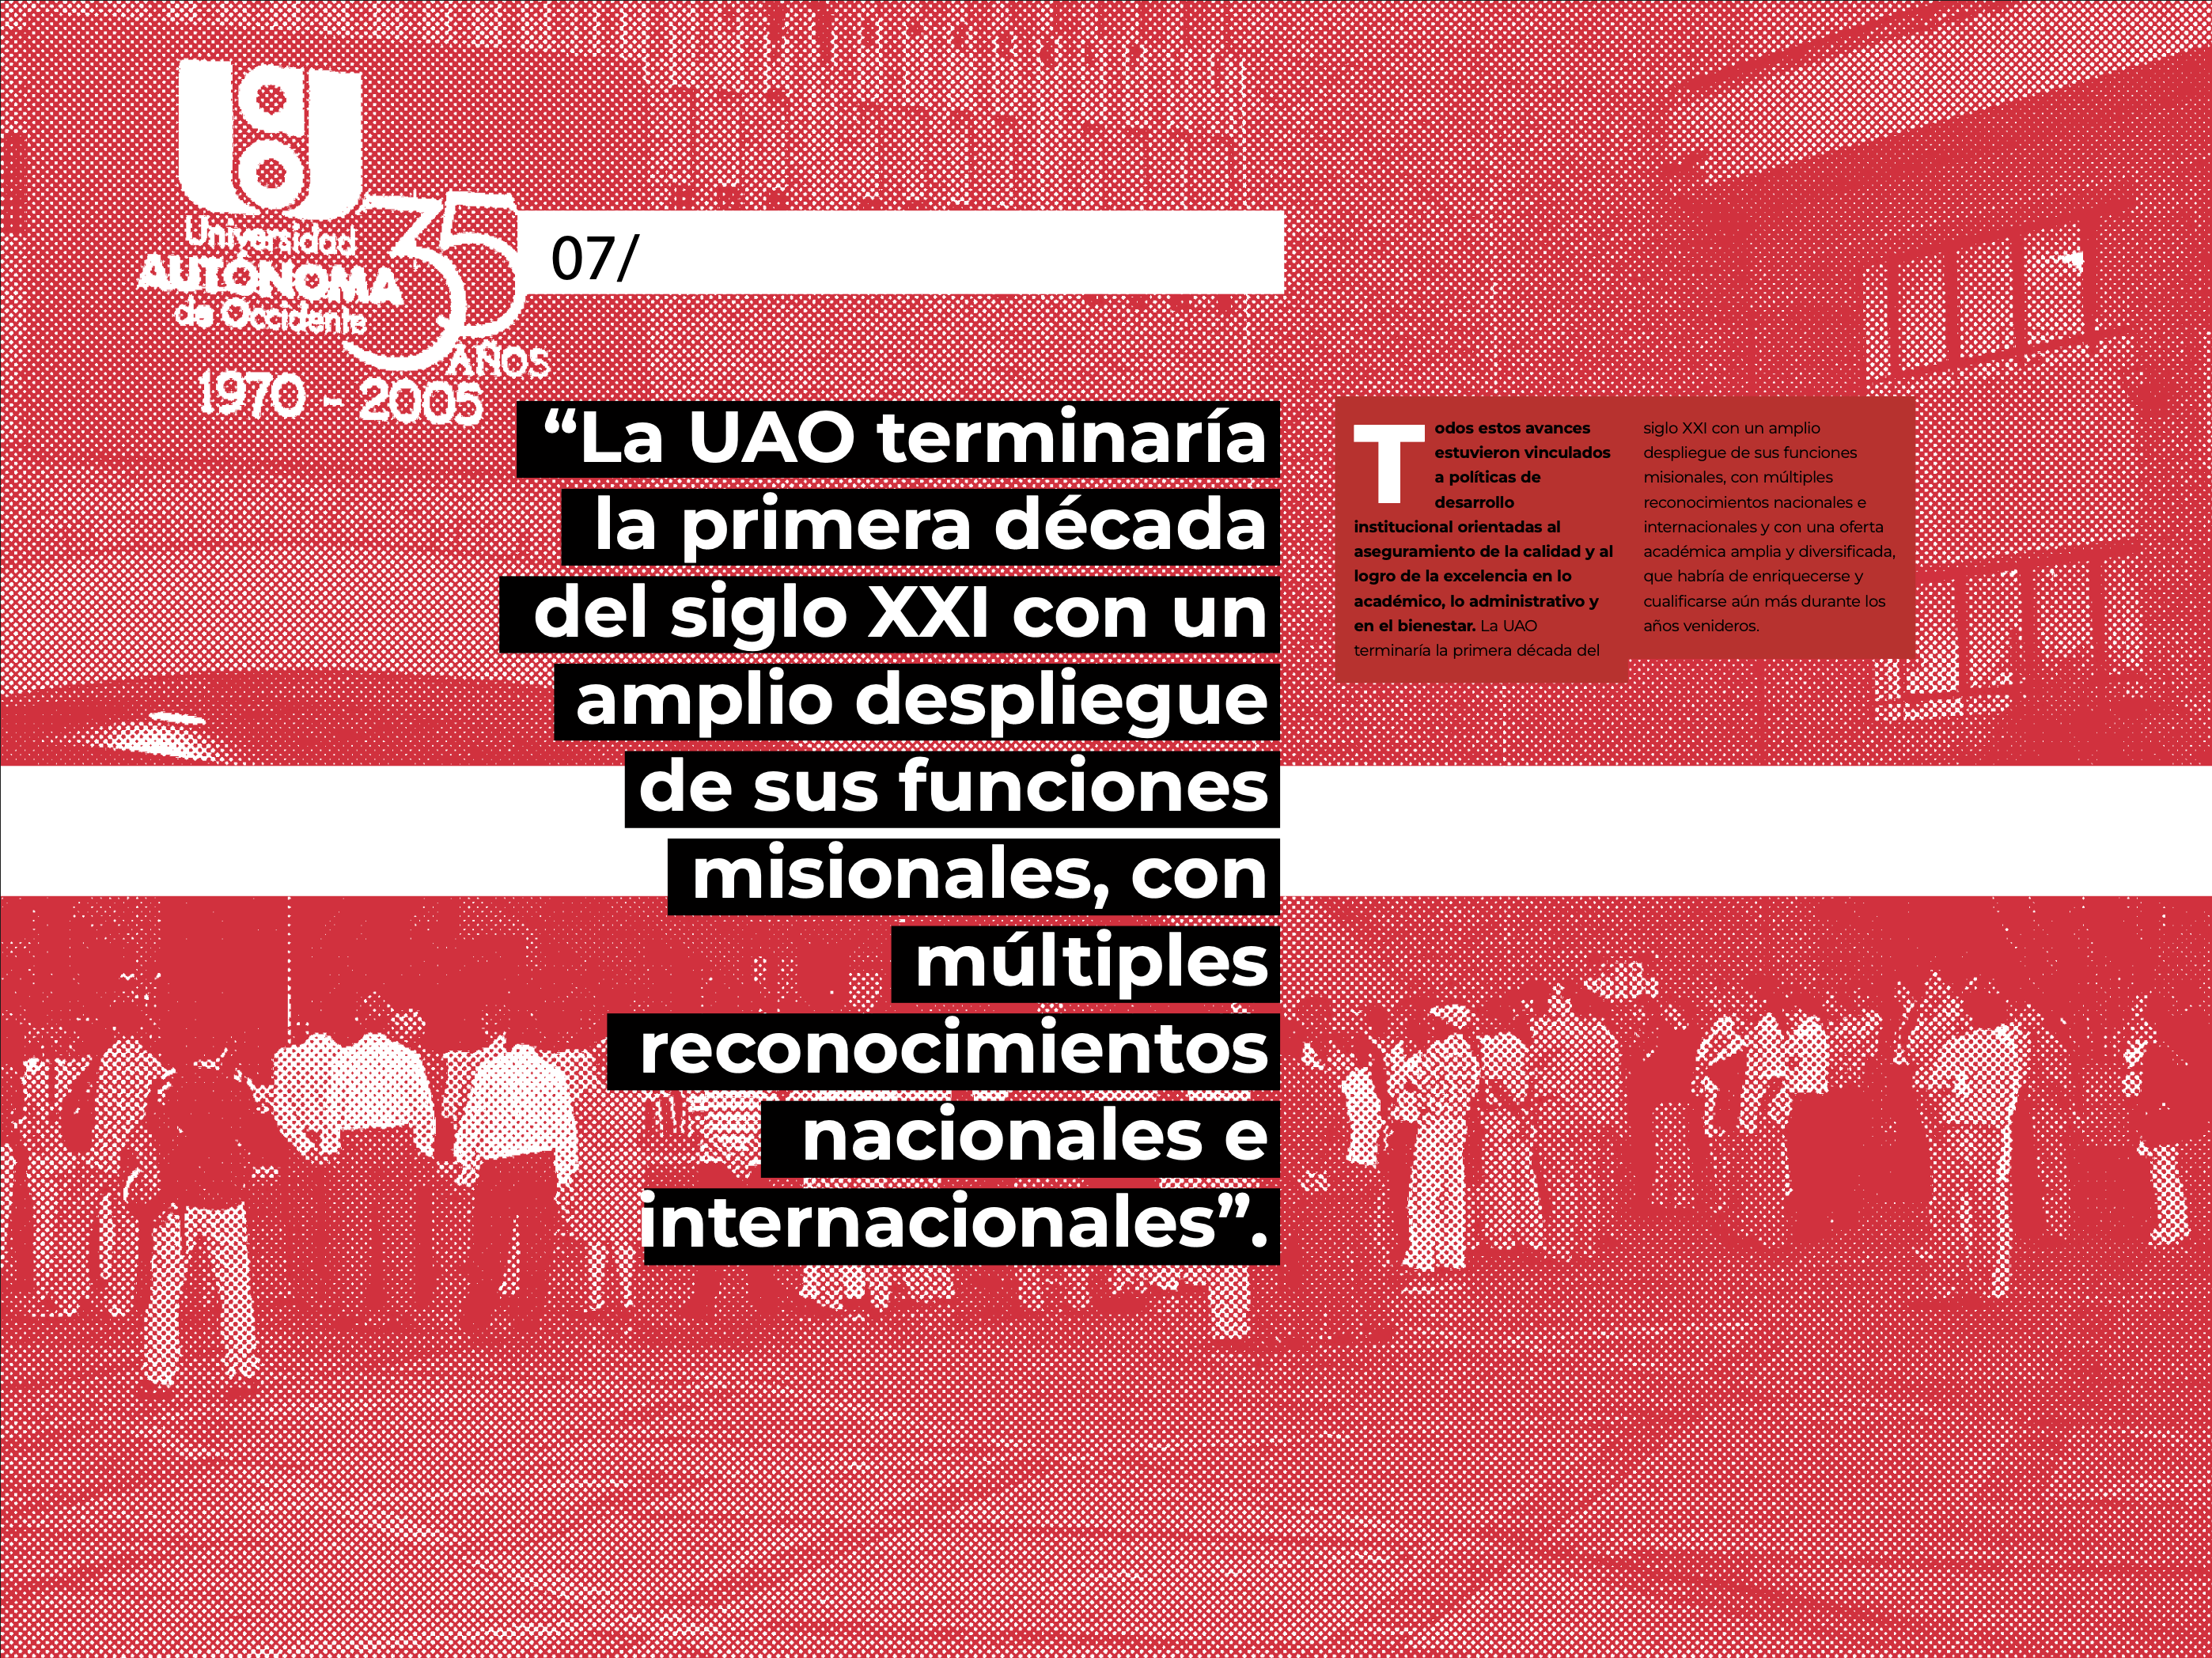 uao
Universidad
AUTÓNOMA
de Occidente
35
AÑOS
1970 - 2005
07/
“La UAO terminaría
la primera década
del siglo XXI con un
amplio despliegue
de sus funciones
misionales, con
múltiples
reconocimientos
nacionales e
internacionales”.
Todos estos avances
estuvieron vinculados
a políticas de
desarrollo
institucional orientadas al
aseguramiento de la calidad y al
logro de la excelencia en lo
académico, lo administrativo y
en el bienestar. La UAO
terminaría la primera década del
siglo XXI con un amplio
despliegue de sus funciones
misionales, con múltiples
reconocimientos nacionales e
internacionales y con una oferta
académica amplia y diversificada,
que habría de enriquecerse y
cualificarse aún más durante los
años venideros.